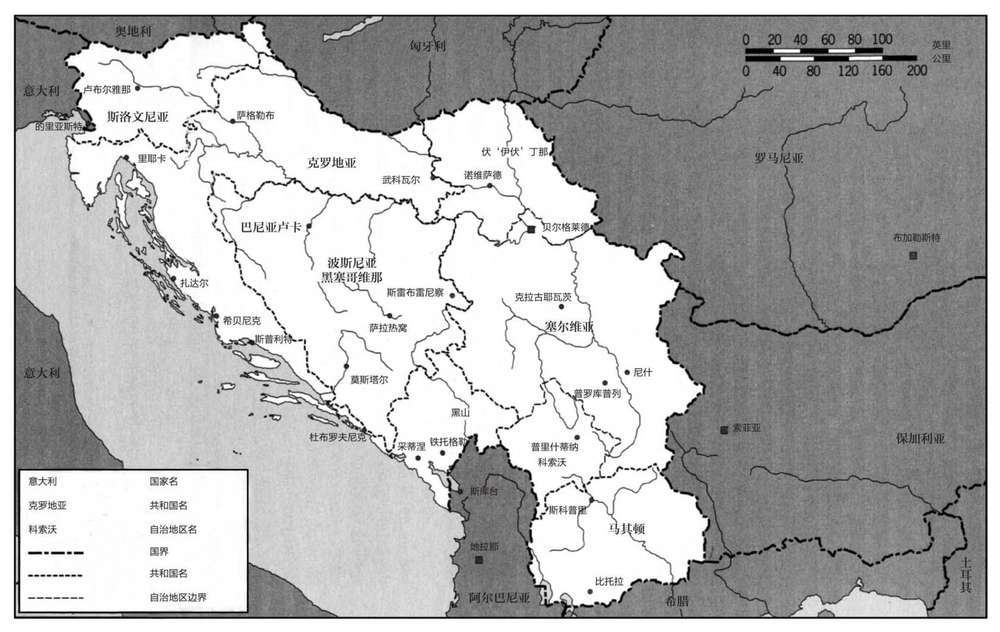 奥地利
匈牙利
0 20 40 60 80 100 英里
0 40 80 120 160 200 公里
意大利
卢布尔雅那
斯洛文尼亚
萨格勒布
的里亚斯特
里耶卡
克罗地亚
伏‘伊伏’丁那
罗马尼亚
武科瓦尔
诺维萨德
巴尼亚卢卡
贝尔格莱德
布加勒斯特
波斯尼亚
黑塞哥维那
扎达尔
斯雷布雷尼察
克拉古耶瓦茨
希贝尼克
萨拉热窝
塞尔维亚
斯普利特
意大利
莫斯塔尔
尼什
普罗库普列
黑山
杜布罗夫尼克
采蒂涅
铁托格勒
普里什蒂纳
科索沃
索菲亚
保加利亚
斯库台
斯科普里
马其顿
地拉那
比托拉
阿尔巴尼亚
希腊
土耳其
意大利 国家名
克罗地亚 共和国名
科索沃 自治地区名
国界
共和国名
自治地区边界